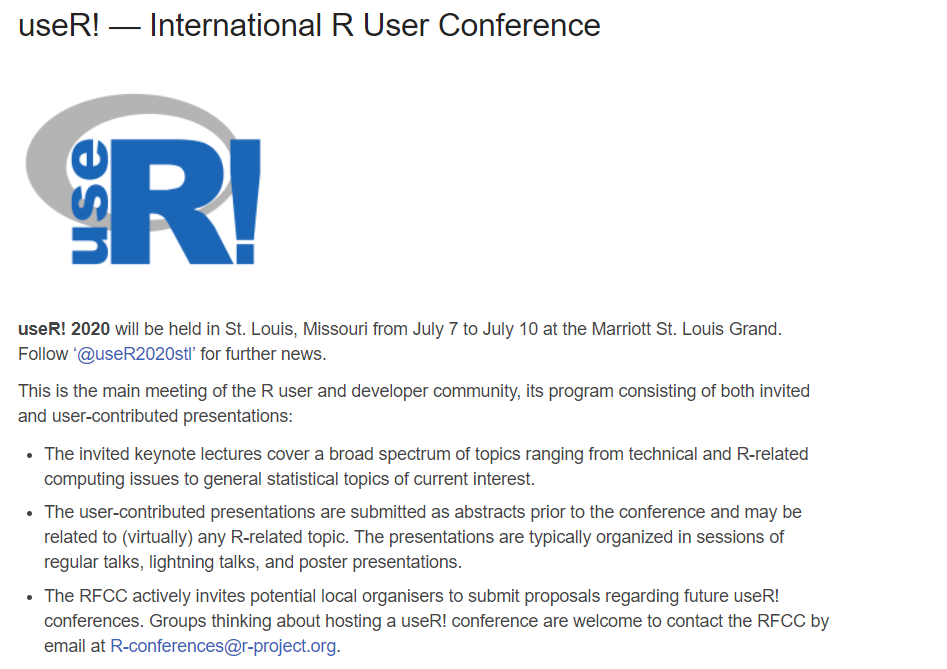 useR! — International R User Conference
use
R!
useR! 2020 will be held in St. Louis, Missouri from July 7 to July 10 at the Marriott St. Louis Grand.
Follow ‘@useR2020stl’ for further news.
This is the main meeting of the R user and developer community, its program consisting of both invited
and user-contributed presentations:
• The invited keynote lectures cover a broad spectrum of topics ranging from technical and R-related
computing issues to general statistical topics of current interest.
• The user-contributed presentations are submitted as abstracts prior to the conference and may be
related to (virtually) any R-related topic. The presentations are typically organized in sessions of
regular talks, lightning talks, and poster presentations.
• The RFCC actively invites potential local organisers to submit proposals regarding future useR!
conferences. Groups thinking about hosting a useR! conference are welcome to contact the RFCC by
email at R-conferences@r-project.org.